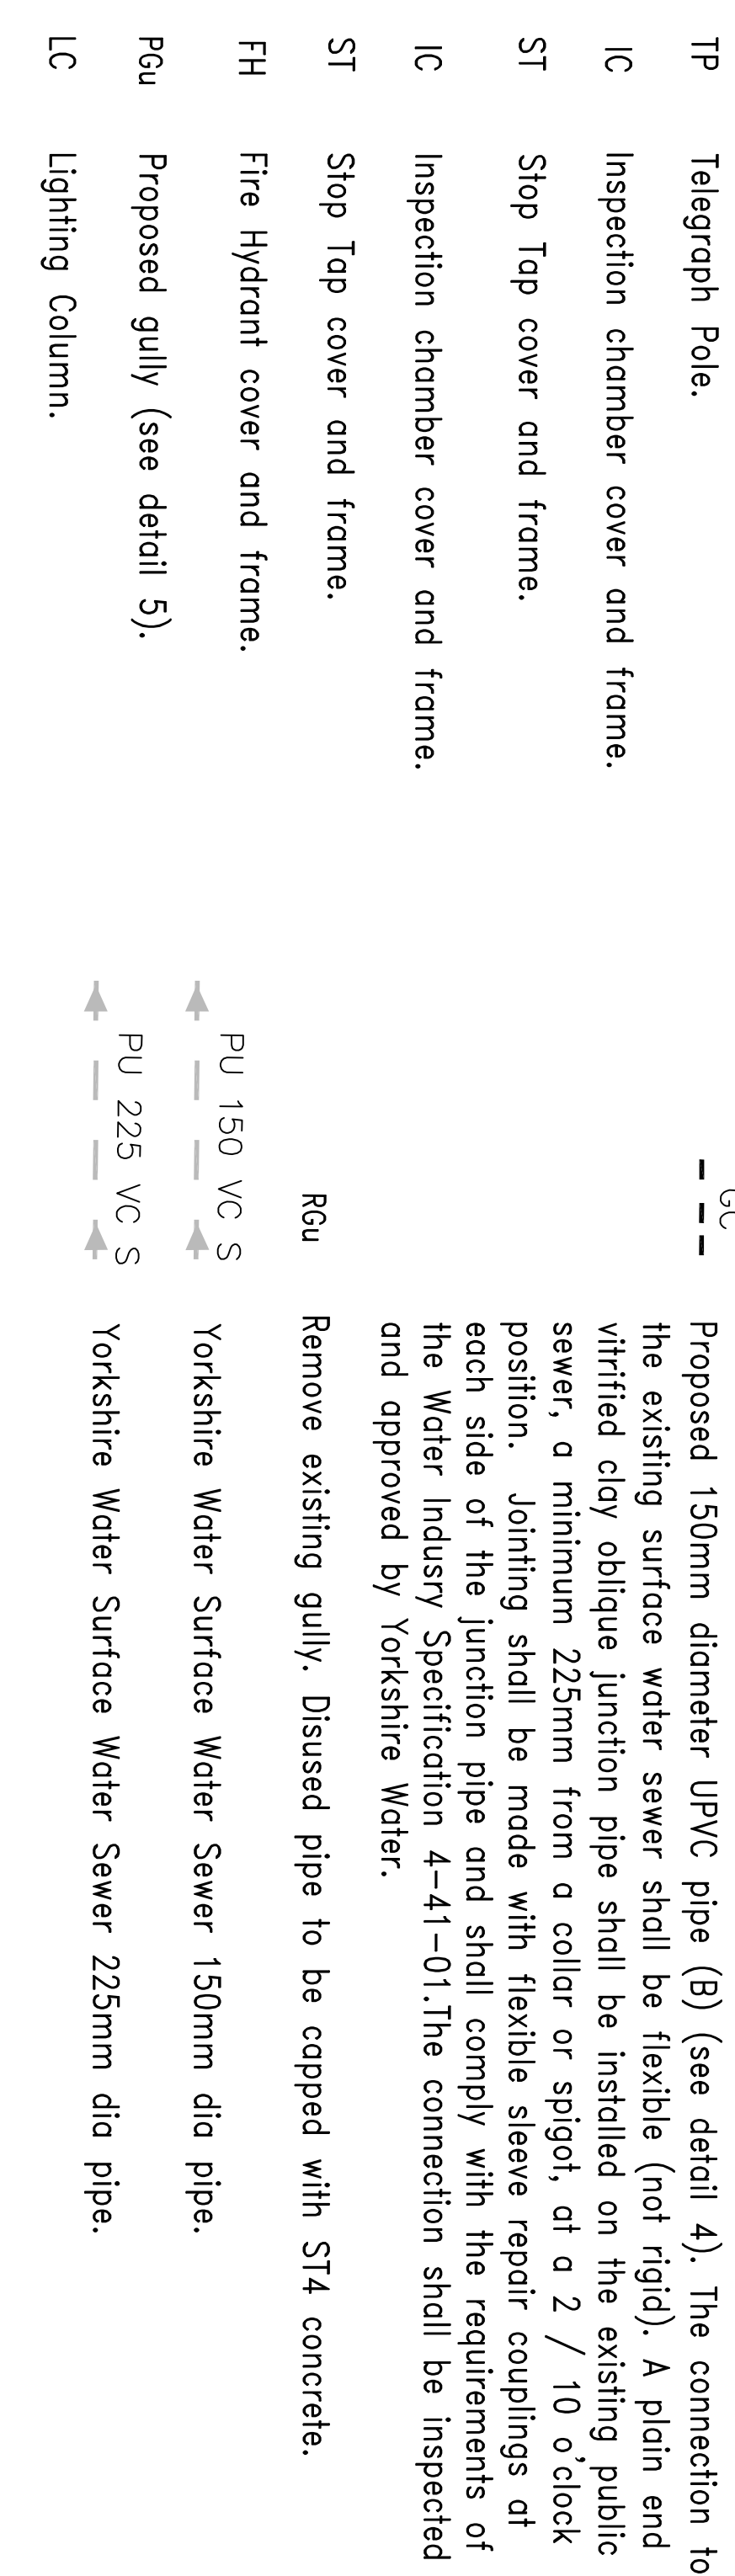 TP Telegraph Pole.
IC Inspection chamber cover and frame.
ST Stop Tap cover and frame.
IC Inspection chamber cover and frame.
ST Stop Tap cover and frame.
FH Fire Hydrant cover and frame.
PGu Proposed gully (see detail 5).
LC Lighting Column.
GC
Proposed 150mm diameter UPVC pipe (B) (see detail 4). The connection to
the existing surface water sewer shall be flexible (not rigid). A plain end
vitrified clay oblique junction pipe shall be installed on the existing public
sewer, a minimum 225mm from a collar or spigot, at a 2 / 10 o'clock
position. Jointing shall be made with flexible sleeve repair couplings at
each side of the junction pipe and shall comply with the requirements of
the Water Indusry Specification 4-41-01.The connection shall be inspected
and approved by Yorkshire Water.
RGu Remove existing gully. Disused pipe to be capped with ST4 concrete.
PU 150 VC S Yorkshire Water Surface Water Sewer 150mm dia pipe.
PU 225 VC S Yorkshire Water Surface Water Sewer 225mm dia pipe.